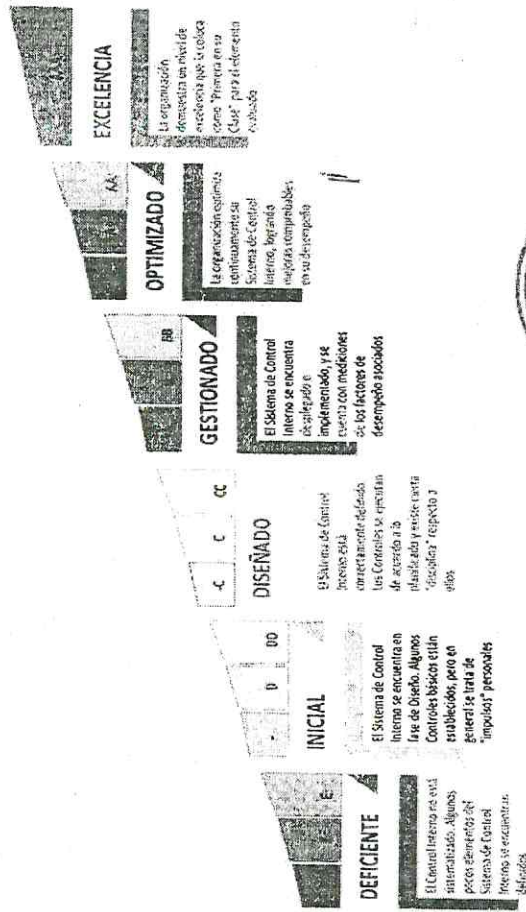 E
DEFICIENTE
El Control Interno no está
sistematizado. Algunos
pocos elementos del
Sistema de Control
Interno se encuentran
definidos
D
DD
INICIAL
El Sistema de Control
Interno se encuentra en
fase de Diseño. Algunos
Controles básicos están
establecidos, pero en
general se trata de
"impulsos" personales
-C
C
CC
DISEÑADO
El Sistema de Control
Interno está
correctamente definido
Los Controles se ejecutan
de acuerdo a lo
planificado y existe cierta
"disciplina" respecto a
ellos
BB
GESTIONADO
El Sistema de Control
Interno se encuentra
desplegado e
implementado, y se
cuenta con mediciones
de los factores de
desempeño asociados
AA
OPTIMIZADO
La organización optimiza
continuamente su
Sistema de Control
Interno, logrando
mejoras comprobables
en su desempeño
EXCELENCIA
La organización
demuestra un nivel de
excelencia que la coloca
como "Primera en su
Clase" para el elemento
evaluado